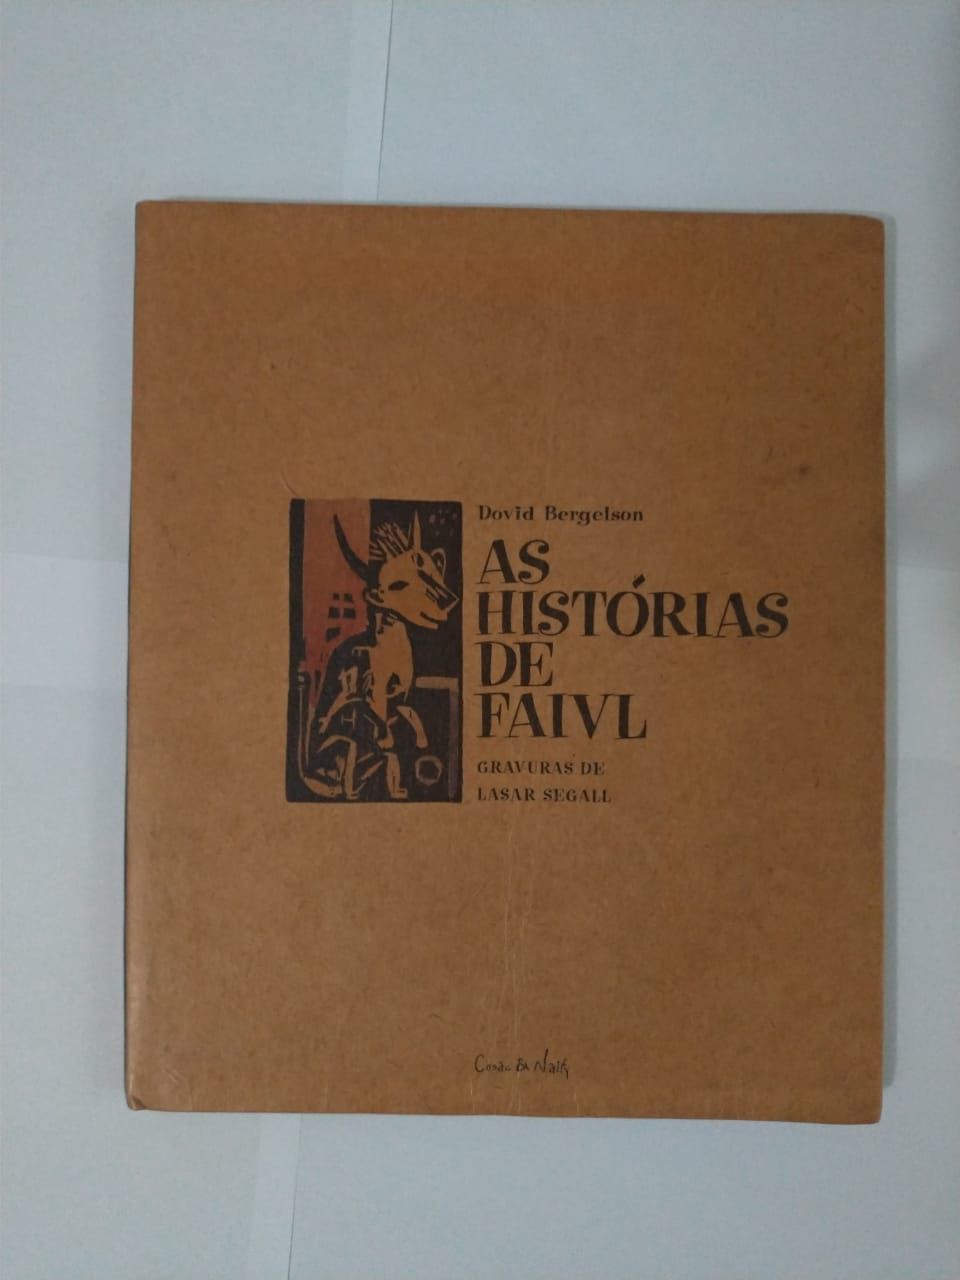 Dovid Bergelson
AS
HISTÓRIAS
DE
FAIVL
GRAVURAS DE
LASAR SEGALL
Cosac & Naify